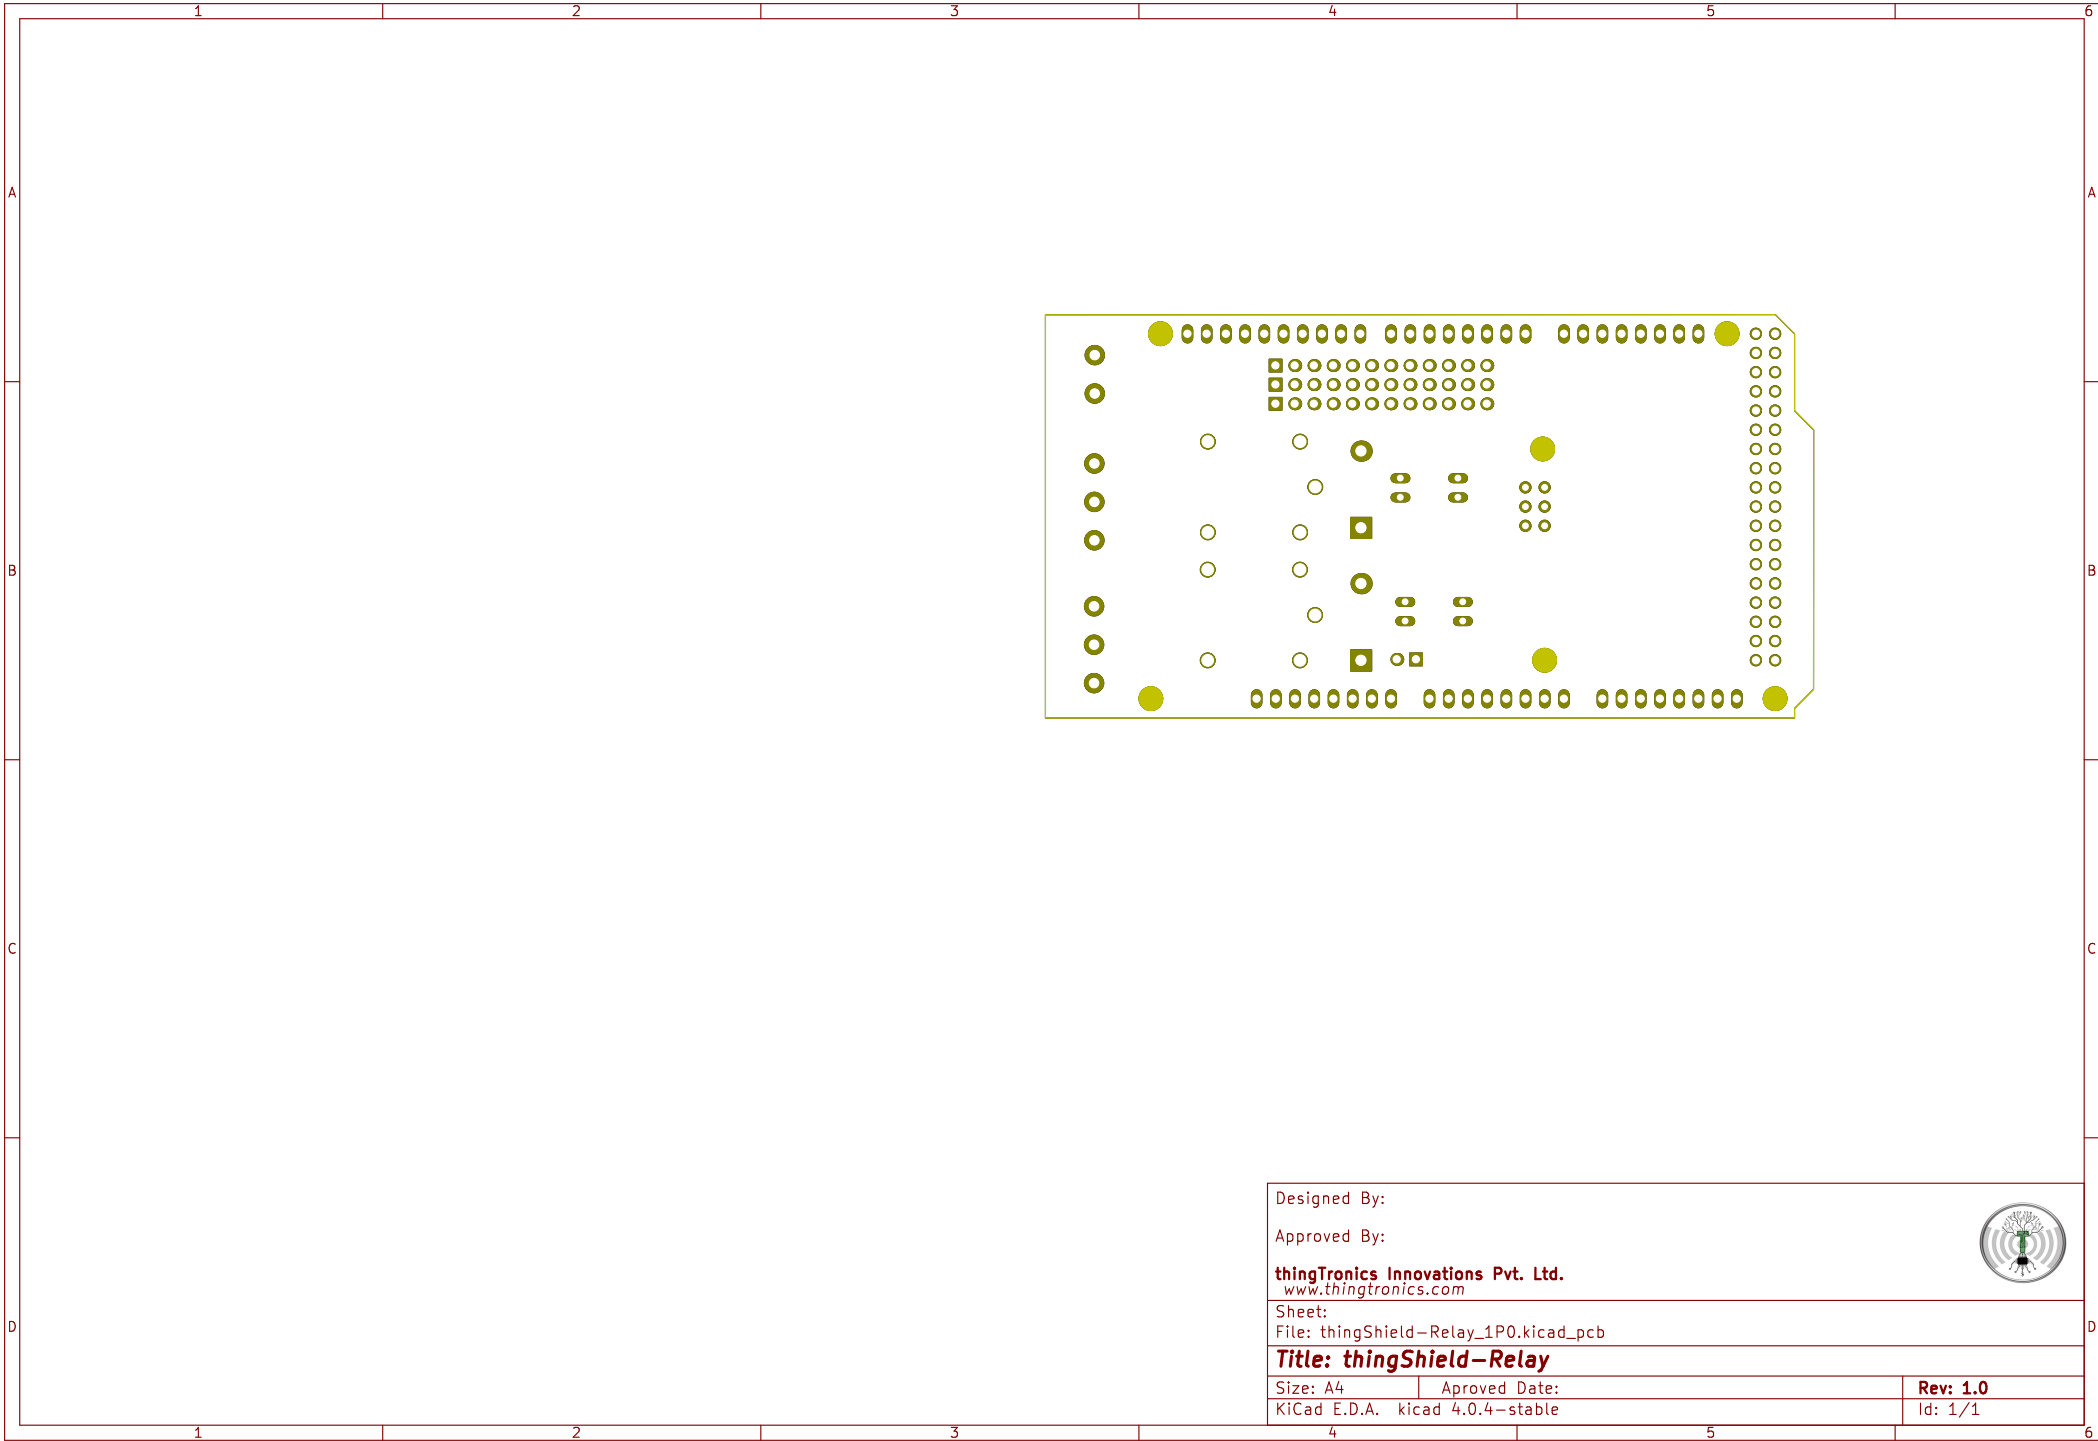 1 2 3 4 5 6
A A
B B
C C
Designed By:
Approved By:
thingTronics Innovations Pvt. Ltd.
www.thingtronics.com
Sheet:
D D
File: thingShield-Relay_1P0.kicad_pcb
Title: thingShield-Relay
Size: A4 Aproved Date: Rev: 1.0
KiCad E.D.A. kicad 4.0.4-stable Id: 1/1
1 2 3 4 5 6